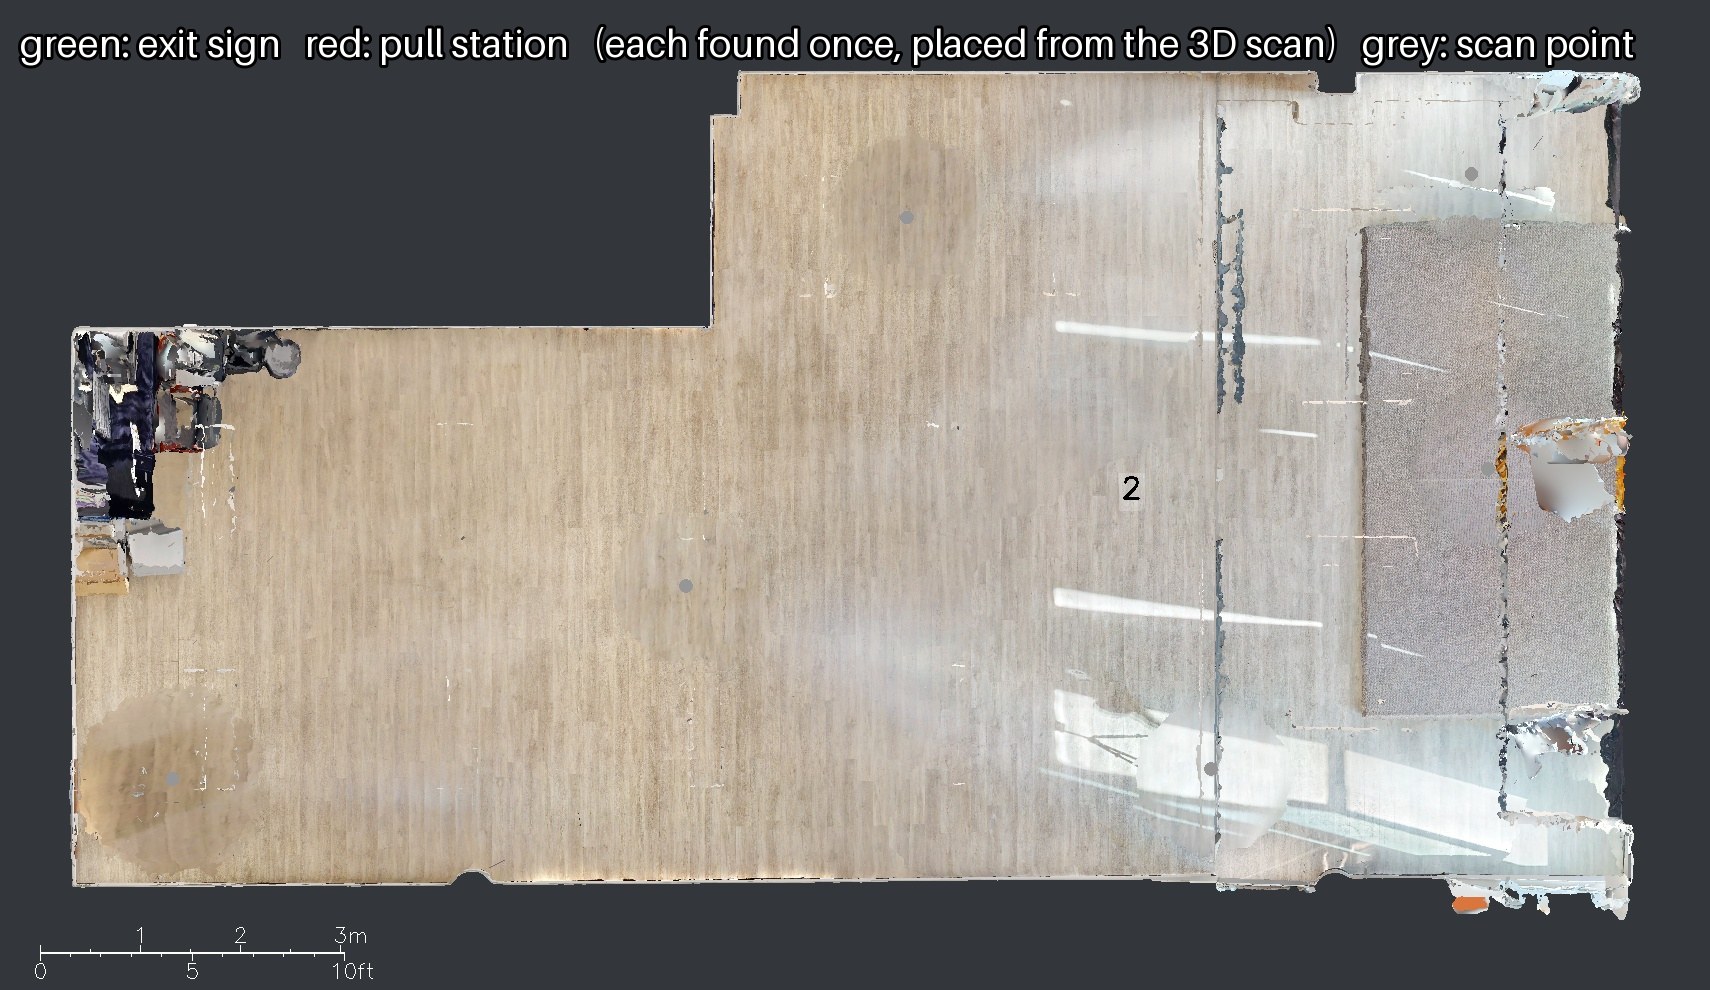 green: exit sign red: pull station (each found once, placed from the 3D scan) grey: scan point
2
1 2 3m
0 5 10ft